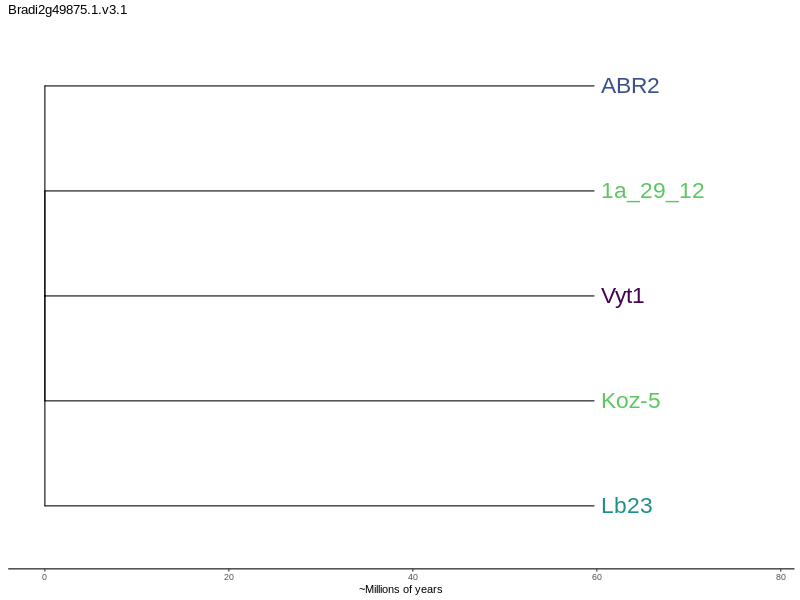 Bradi2g49875.1.v3.1
ABR2
1a_29_12
Vyt1
Koz-5
Lb23
0 20 40 60 80
~Millions of years